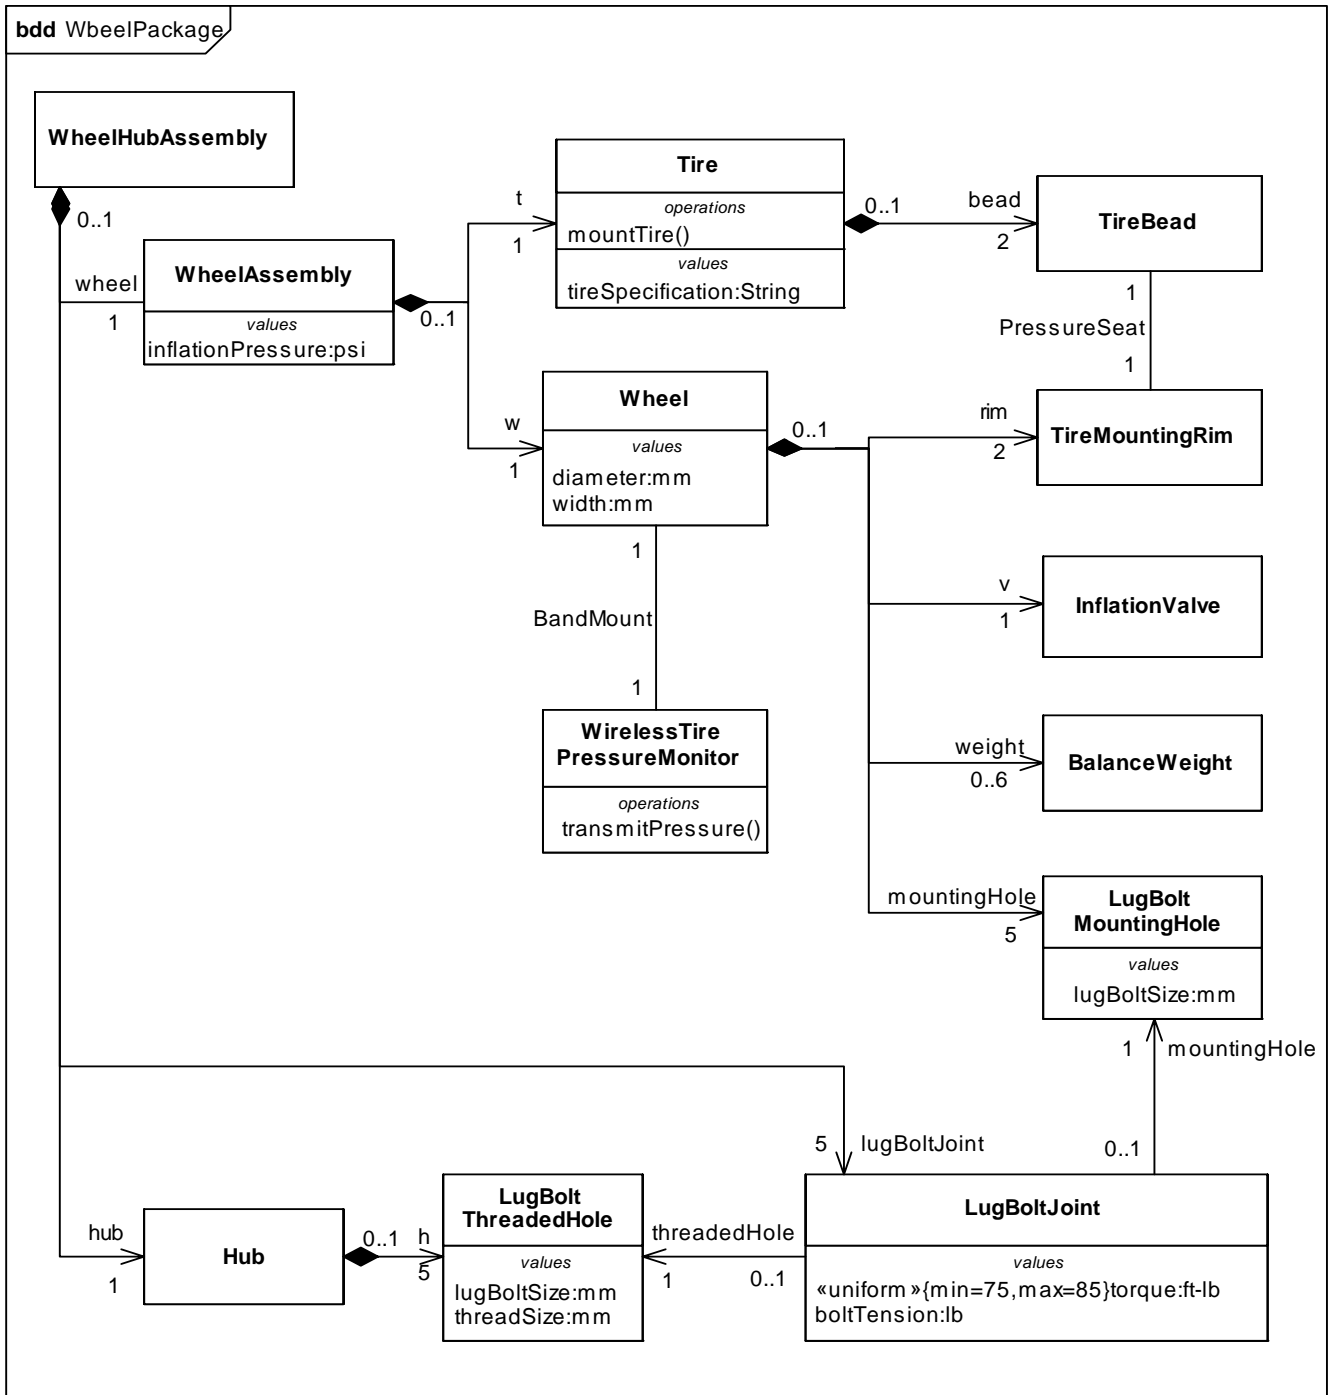 bdd WbeelPackage
WheelHubAssembly
0..1
wheel
1
WheelAssembly
values
inflationPressure:psi
0..1
t
1
Tire
operations
mountTire()
values
tireSpecification:String
0..1
bead
2
TireBead
1
PressureSeat
1
w
1
Wheel
values
diameter:mm
width:mm
0..1
rim
2
TireMountingRim
1
BandMount
1
v
1
InflationValve
WirelessTire
PressureMonitor
operations
transmitPressure()
weight
0..6
BalanceWeight
mountingHole
5
LugBolt
MountingHole
values
lugBoltSize:mm
1
mountingHole
0..1
5
lugBoltJoint
hub
1
Hub
0..1
h
5
LugBolt
ThreadedHole
values
lugBoltSize:mm
threadSize:mm
threadedHole
1
0..1
LugBoltJoint
values
«uniform»{min=75,max=85}torque:ft-lb
boltTension:lb